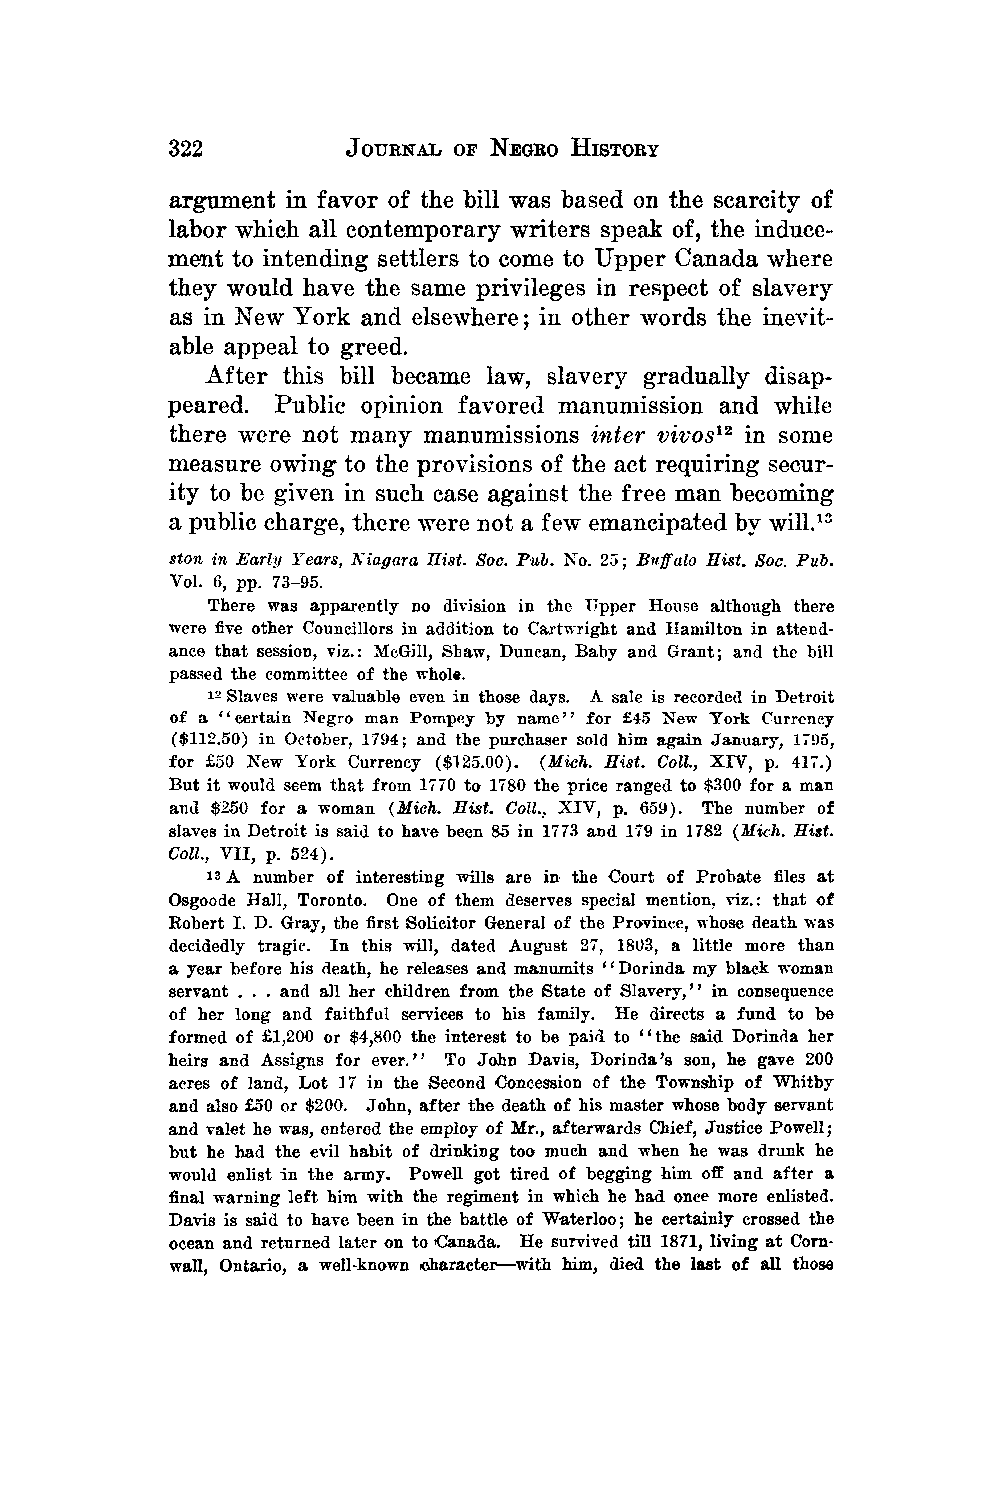 322 JOURNAL OF NEGRO HISTORY
argument in favor of the bill was based on the scarcity of
labor which all contemporary writers speak of, the induce-
ment to intending settlers to come to Upper Canada where
they would have the same privileges in respect of slavery
as in New York and elsewhere; in other words the inevit-
able appeal to greed.
After this bill became law, slavery gradually disap-
peared. Public opinion favored manumission and while
there were not many manumissions inter vivos¹² in some
measure owing to the provisions of the act requiring secur-
ity to be given in such case against the free man becoming
a public charge, there were not a few emancipated by will.¹³
ston in Early Years, Niagara Hist. Soc. Pub. No. 25; Buffalo Hist. Soc. Pub.
Vol. 6, pp. 73–95.
There was apparently no division in the Upper House although there
were five other Councillors in addition to Cartwright and Hamilton in attend-
ance that session, viz.: McGill, Shaw, Duncan, Baby and Grant; and the bill
passed the committee of the whole.
¹² Slaves were valuable even in those days. A sale is recorded in Detroit
of a "certain Negro man Pompey by name" for £45 New York Currency
($112.50) in October, 1794; and the purchaser sold him again January, 1795,
for £50 New York Currency ($125.00). (Mich. Hist. Coll., XIV, p. 417.)
But it would seem that from 1770 to 1780 the price ranged to $300 for a man
and $250 for a woman (Mich. Hist. Coll., XIV, p. 659). The number of
slaves in Detroit is said to have been 85 in 1773 and 179 in 1782 (Mich. Hist.
Coll., VII, p. 524).
¹³ A number of interesting wills are in the Court of Probate files at
Osgoode Hall, Toronto. One of them deserves special mention, viz.: that of
Robert I. D. Gray, the first Solicitor General of the Province, whose death was
decidedly tragic. In this will, dated August 27, 1803, a little more than
a year before his death, he releases and manumits "Dorinda my black woman
servant . . . and all her children from the State of Slavery," in consequence
of her long and faithful services to his family. He directs a fund to be
formed of £1,200 or $4,800 the interest to be paid to "the said Dorinda her
heirs and Assigns for ever." To John Davis, Dorinda's son, he gave 200
acres of land, Lot 17 in the Second Concession of the Township of Whitby
and also £50 or $200. John, after the death of his master whose body servant
and valet he was, entered the employ of Mr., afterwards Chief, Justice Powell;
but he had the evil habit of drinking too much and when he was drunk he
would enlist in the army. Powell got tired of begging him off and after a
final warning left him with the regiment in which he had once more enlisted.
Davis is said to have been in the battle of Waterloo; he certainly crossed the
ocean and returned later on to Canada. He survived till 1871, living at Corn-
wall, Ontario, a well-known character—with him, died the last of all those